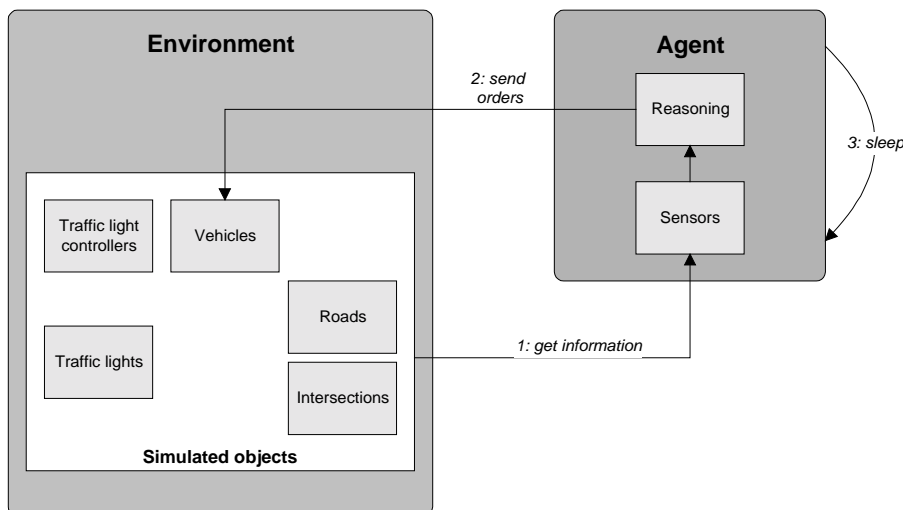 Environment
Agent
2: send
orders
Reasoning
3: sleep
Traffic light
controllers
Vehicles
Sensors
Roads
1: get information
Traffic lights
Intersections
Simulated objects